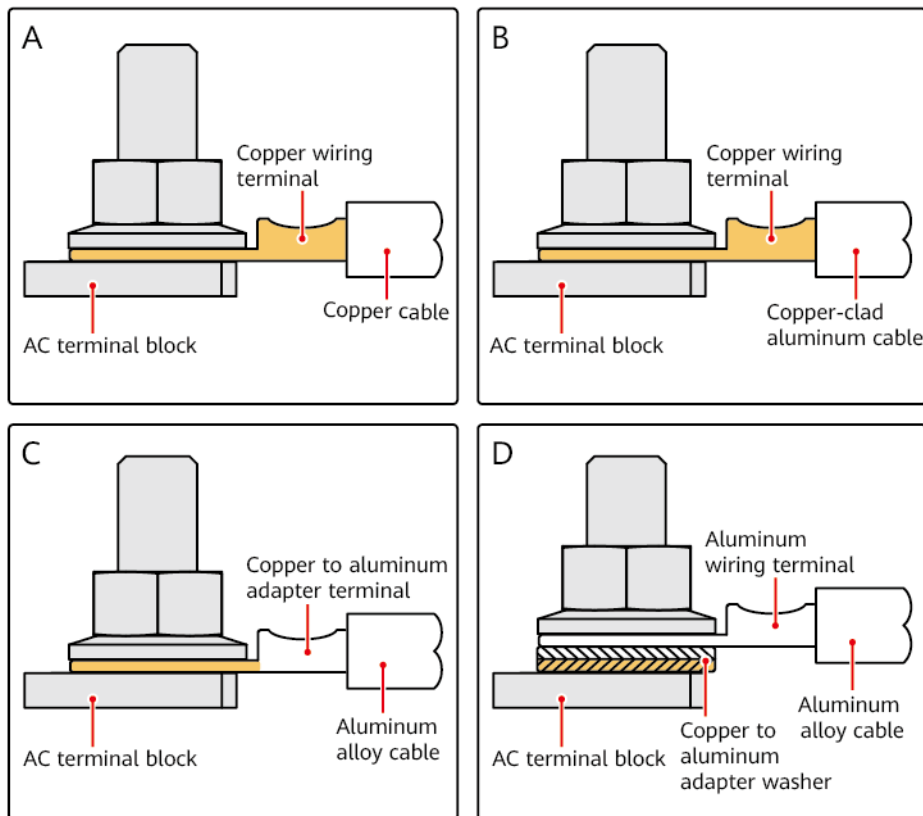 A
Copper wiring
terminal
Copper cable
AC terminal block
B
Copper wiring
terminal
Copper-clad
aluminum cable
AC terminal block
C
Copper to aluminum
adapter terminal
Aluminum
alloy cable
AC terminal block
D
Aluminum
wiring terminal
Aluminum
alloy cable
Copper to
aluminum
adapter washer
AC terminal block